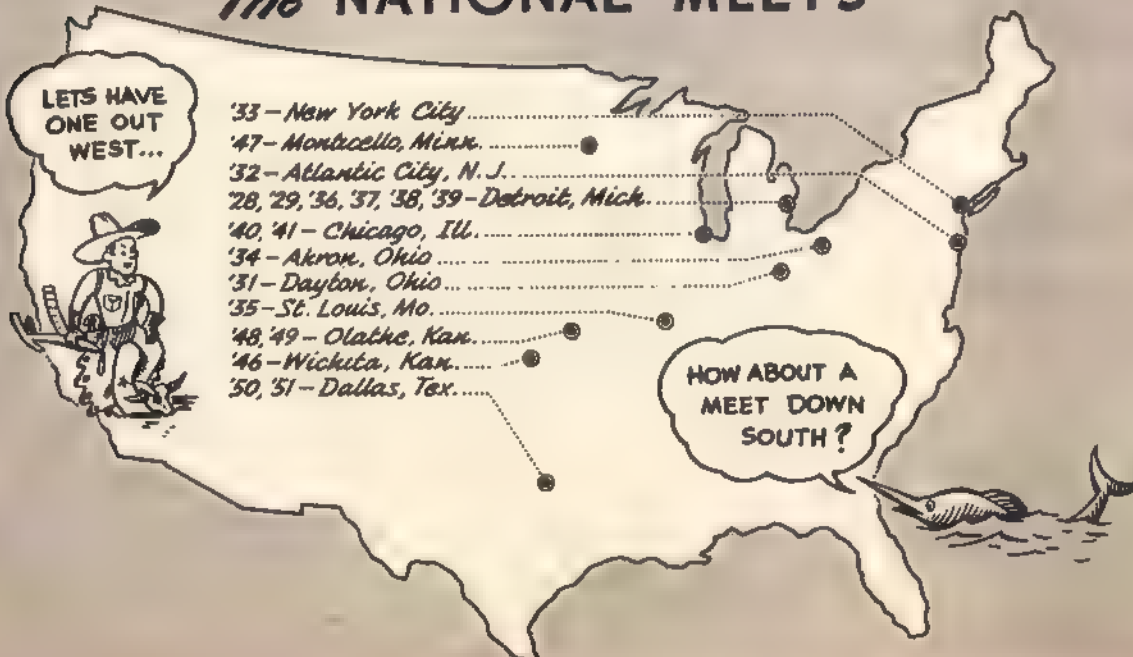 The NATIONAL MEETS
LETS HAVE
ONE OUT
WEST...
'33 – New York City
'47 – Monticello, Minn.
'32 – Atlantic City, N. J.
'28, '29, '36, '37, '38, '39 – Detroit, Mich.
'40, '41 – Chicago, Ill.
'34 – Akron, Ohio
'31 – Dayton, Ohio
'35 – St. Louis, Mo.
'48, '49 – Olathe, Kan.
'46 – Wichita, Kan.
'50, '51 – Dallas, Tex.
HOW ABOUT A
MEET DOWN
SOUTH?